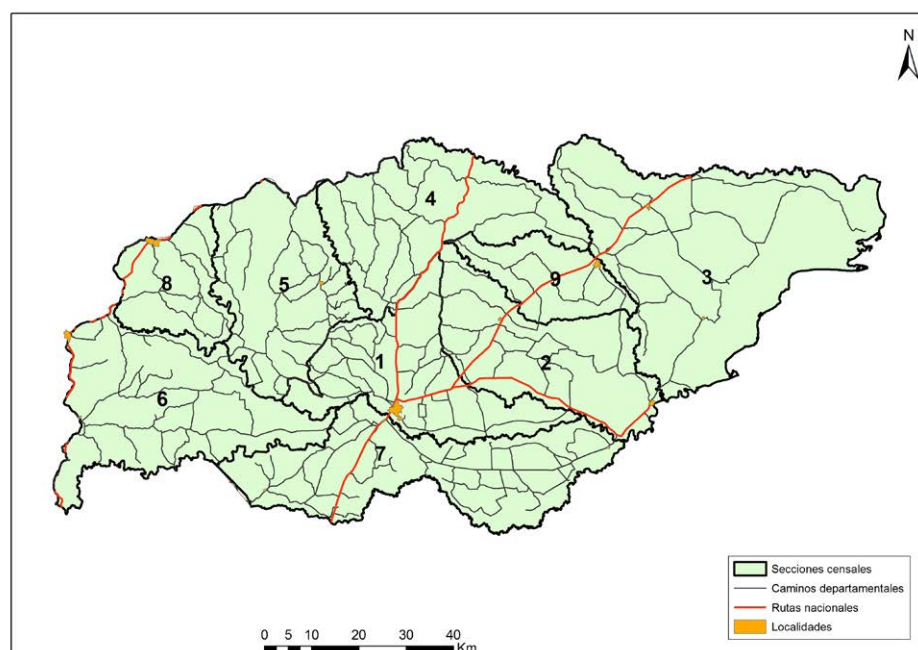 N
4
8
5
9
3
1
2
6
7
Secciones censales
Caminos departamentales
Rutas nacionales
Localidades
0 5 10 20 30 40
Km